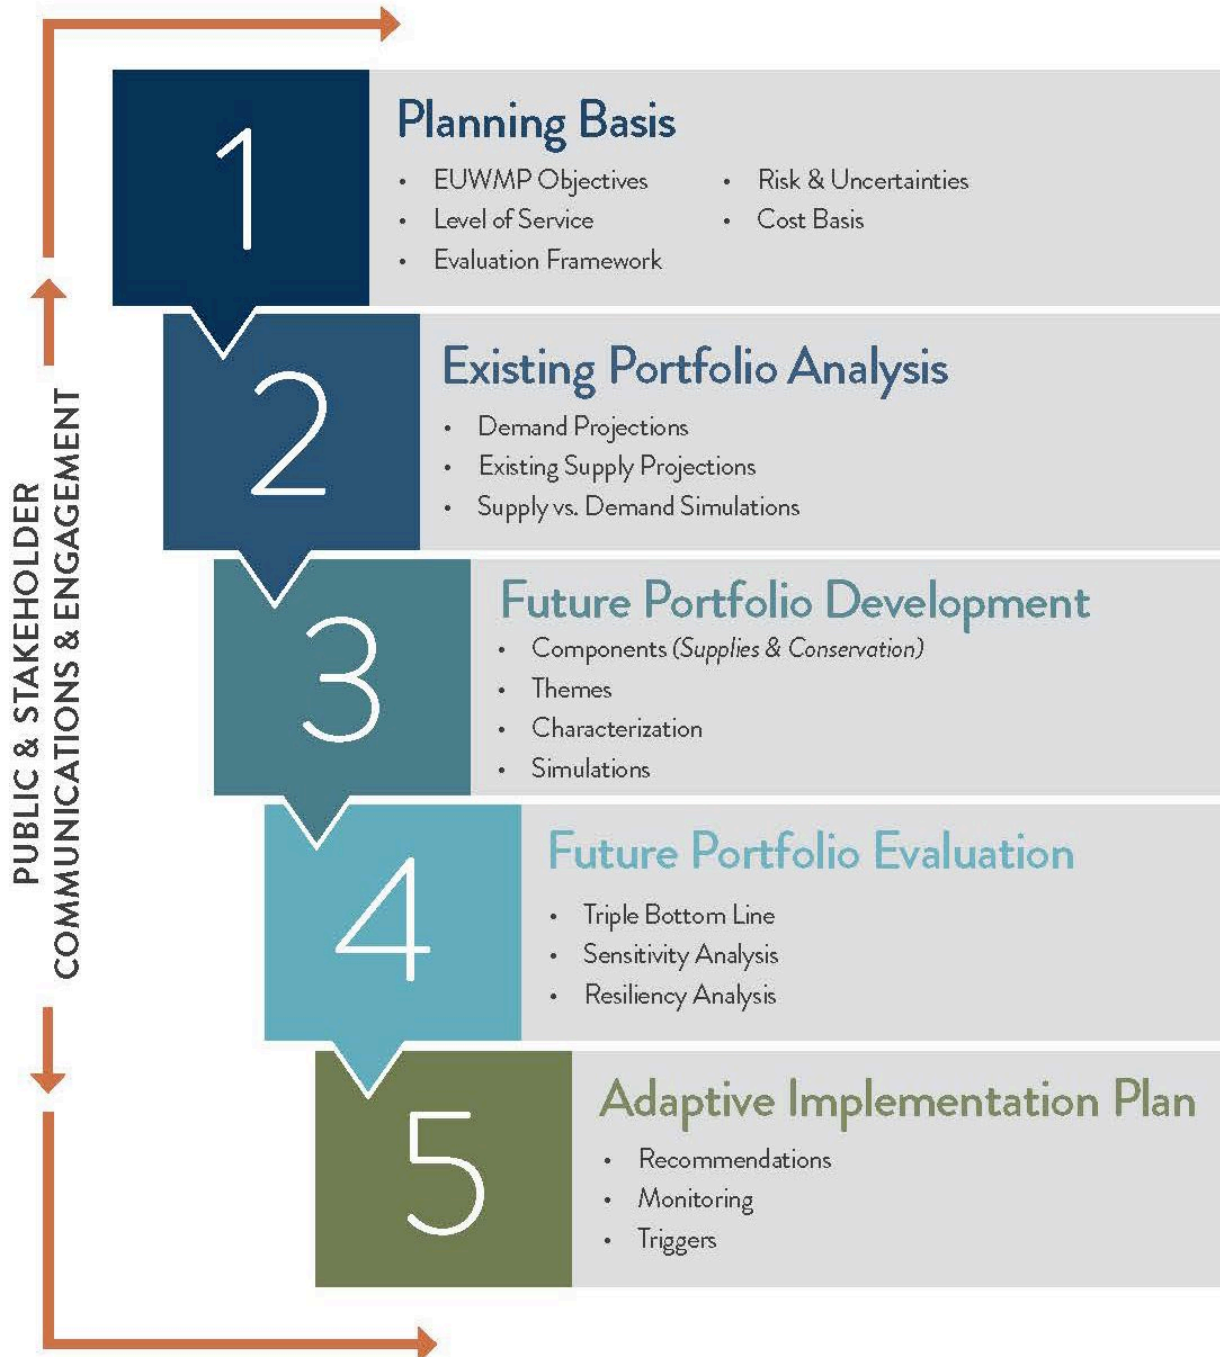 PUBLIC & STAKEHOLDER
COMMUNICATIONS & ENGAGEMENT
1
Planning Basis
• EUWMP Objectives
• Level of Service
• Evaluation Framework
• Risk & Uncertainties
• Cost Basis
2
Existing Portfolio Analysis
• Demand Projections
• Existing Supply Projections
• Supply vs. Demand Simulations
3
Future Portfolio Development
• Components (Supplies & Conservation)
• Themes
• Characterization
• Simulations
4
Future Portfolio Evaluation
• Triple Bottom Line
• Sensitivity Analysis
• Resiliency Analysis
5
Adaptive Implementation Plan
• Recommendations
• Monitoring
• Triggers